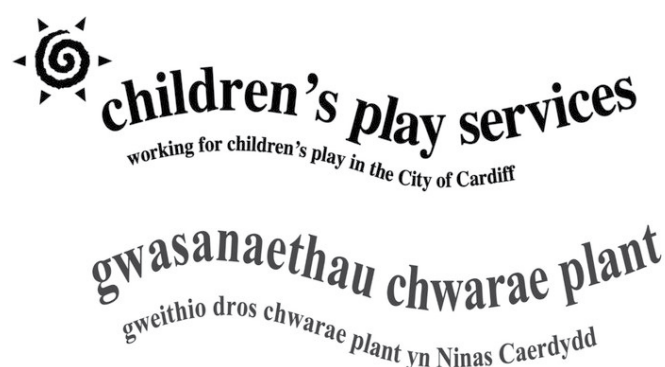 children's play services
working for children's play in the City of Cardiff
gwasanaethau chwarae plant
gweithio dros chwarae plant yn Ninas Caerdydd